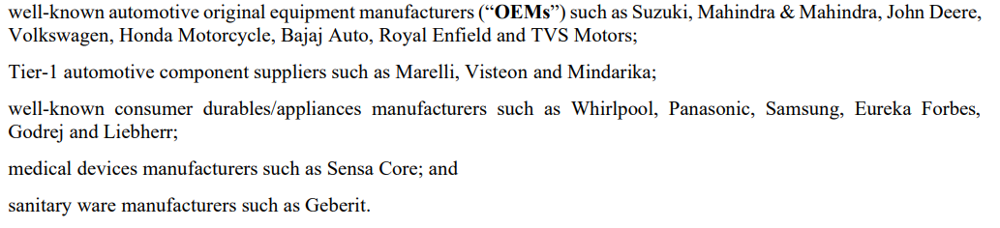 well-known automotive original equipment manufacturers (“OEMs”) such as Suzuki, Mahindra & Mahindra, John Deere,
Volkswagen, Honda Motorcycle, Bajaj Auto, Royal Enfield and TVS Motors;
Tier-1 automotive component suppliers such as Marelli, Visteon and Mindarika;
well-known consumer durables/appliances manufacturers such as Whirlpool, Panasonic, Samsung, Eureka Forbes,
Godrej and Liebherr;
medical devices manufacturers such as Sensa Core; and
sanitary ware manufacturers such as Geberit.